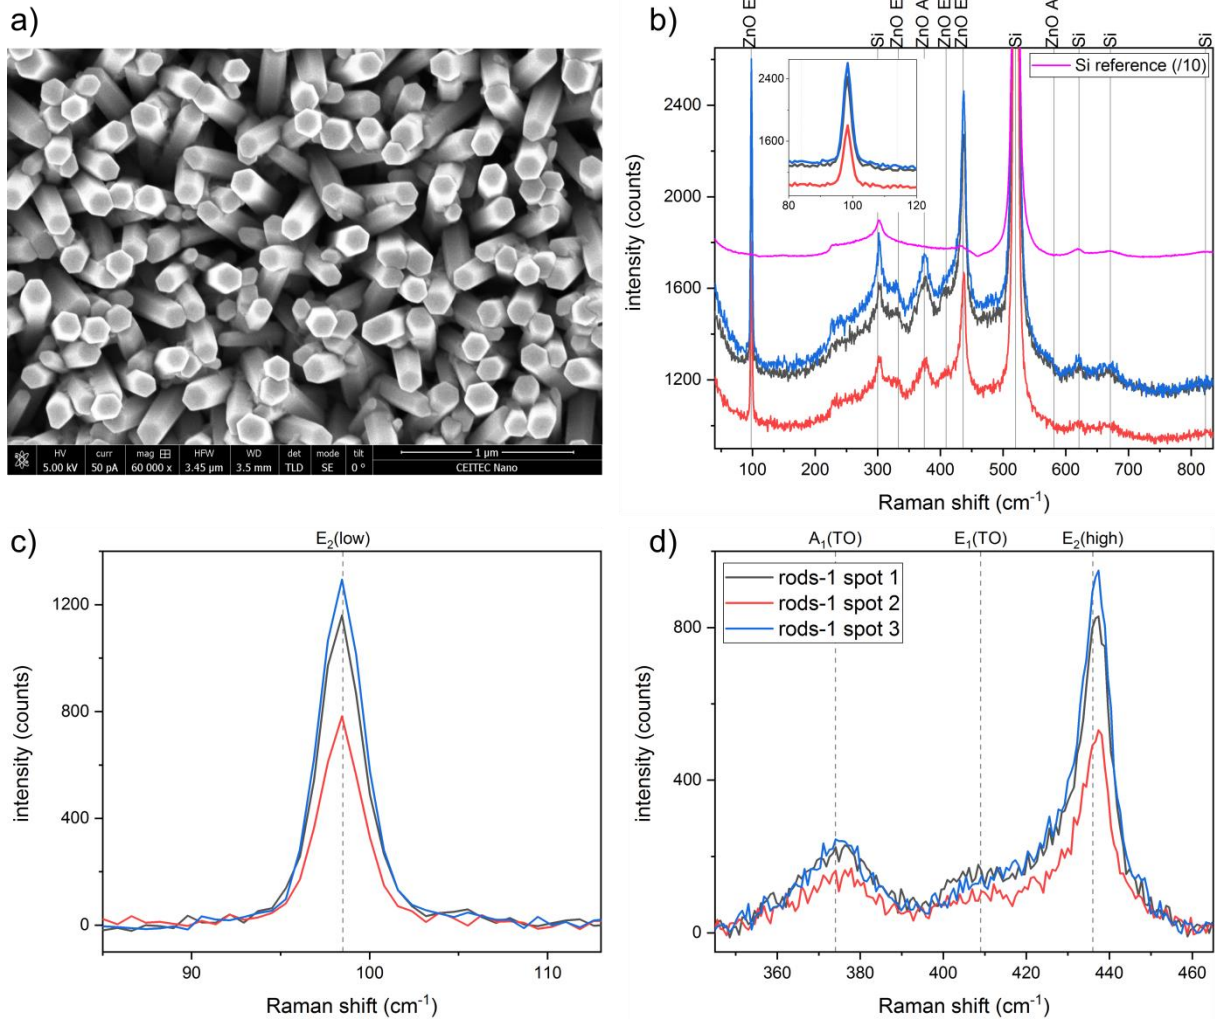 a)
HV curr mag HFW WD det mode tilt
5.00 kV 50 pA 60 000 x 3.45 µm 3.5 mm TLD SE 0 °
1 µm
CEITEC Nano
b)
ZnO E
Si
ZnO E
ZnO A
ZnO E
ZnO E
Si
ZnO A
Si
Si
Si
Si reference (/10)
2400
1600
80 100 120
2400
2000
1600
1200
intensity (counts)
100 200 300 400 500 600 700 800
Raman shift (cm-1)
c)
E2(low)
1200
800
400
0
intensity (counts)
90 100 110
Raman shift (cm-1)
d)
A1(TO) E1(TO) E2(high)
rods-1 spot 1
rods-1 spot 2
rods-1 spot 3
800
400
0
intensity (counts)
360 380 400 420 440 460
Raman shift (cm-1)